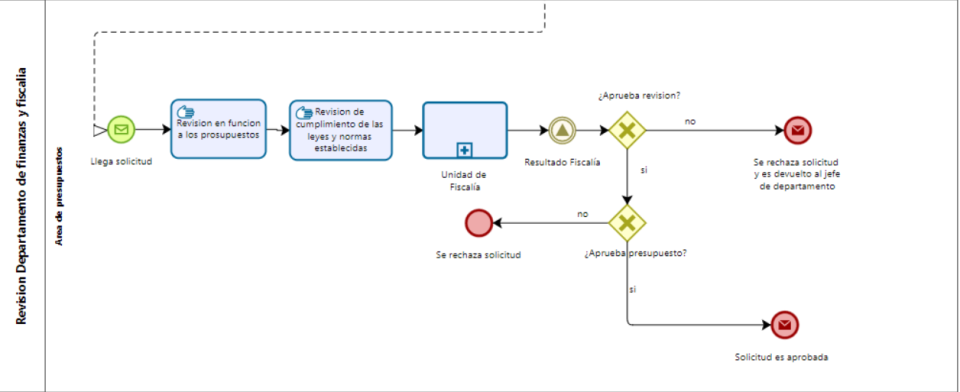 Revision Departamento de finanzas y fiscalia
Area de presupuestos
Llega solicitud
Revision en funcion
a los prosupuestos
Revision de
cumplimiento de las
leyes y normas
establecidas
Unidad de
Fiscalía
Resultado Fiscalía
¿Aprueba revision?
no
Se rechaza solicitud
y es devuelto al jefe
de departamento
si
no
Se rechaza solicitud
¿Aprueba presupuesto?
si
Solicitud es aprobada